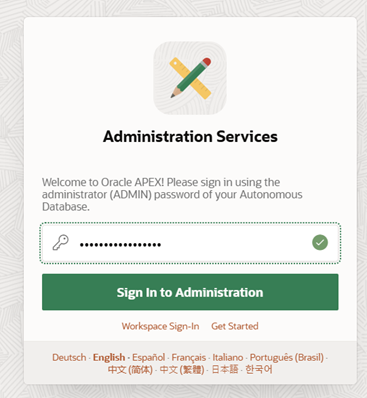 Administration Services
Welcome to Oracle APEX! Please sign in using the
administrator (ADMIN) password of your Autonomous
Database.
•••••••••••••••••
Sign In to Administration
Workspace Sign-In Get Started
Deutsch · English · Español · Français · Italiano · Português (Brasil) ·
中文 (简体) · 中文 (繁體) · 日本語 · 한국어